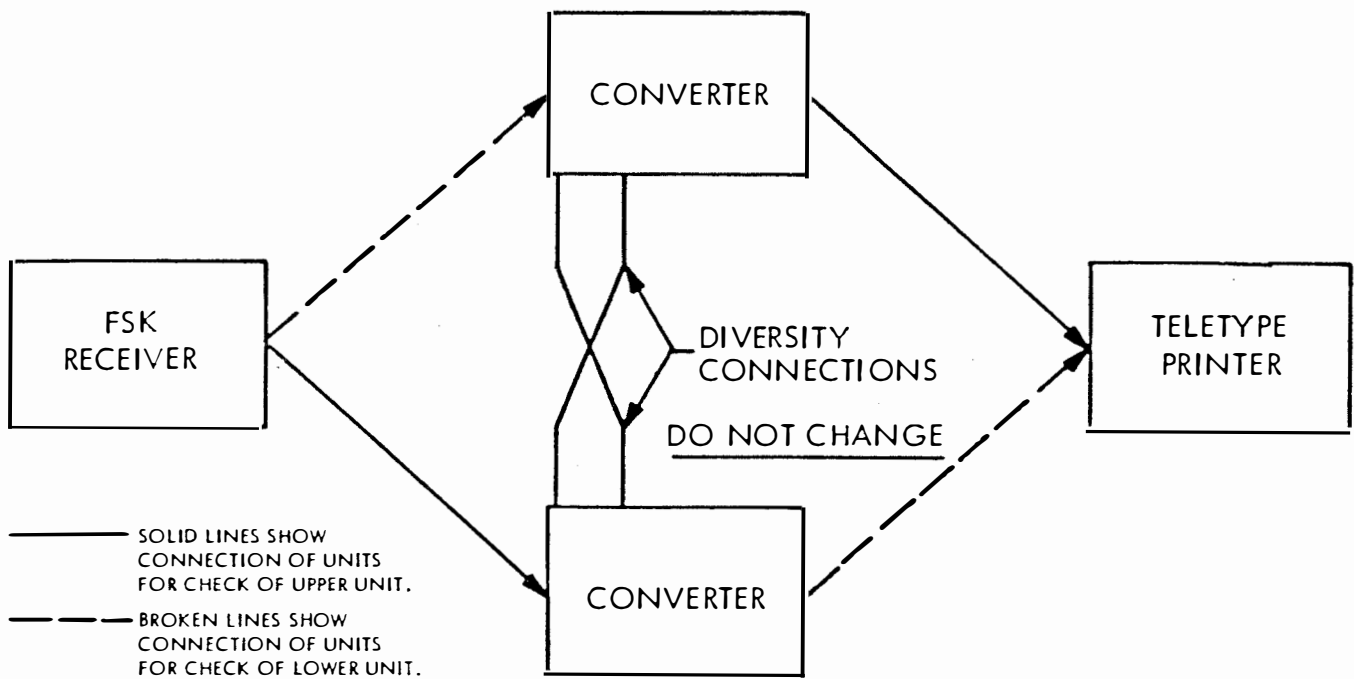 CONVERTER
FSK
RECEIVER
DIVERSITY
CONNECTIONS
DO NOT CHANGE
TELETYPE
PRINTER
CONVERTER
SOLID LINES SHOW
CONNECTION OF UNITS
FOR CHECK OF UPPER UNIT.
BROKEN LINES SHOW
CONNECTION OF UNITS
FOR CHECK OF LOWER UNIT.